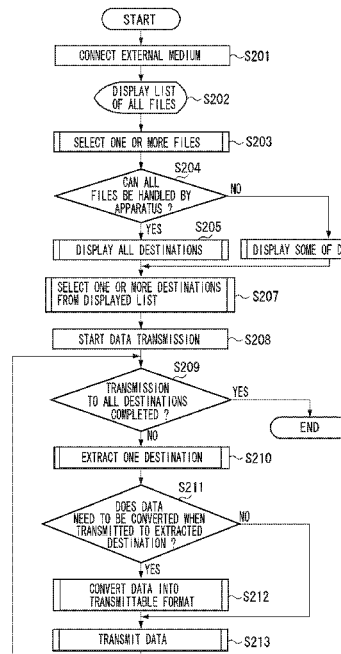 START
CONNECT EXTERNAL MEDIUM
S201
DISPLAY LIST
OF ALL FILES
S202
SELECT ONE OR MORE FILES
S203
S204
CAN ALL
FILES BE HANDLED BY
APPARATUS ?
NO
YES
S205
DISPLAY ALL DESTINATIONS
DISPLAY SOME OF D
SELECT ONE OR MORE DESTINATIONS
FROM DISPLAYED LIST
S207
START DATA TRANSMISSION
S208
S209
TRANSMISSION
TO ALL DESTINATIONS
COMPLETED ?
YES
END
NO
EXTRACT ONE DESTINATION
S210
S211
DOES DATA
NEED TO BE CONVERTED WHEN
TRANSMITTED TO EXTRACTED
DESTINATION ?
NO
YES
CONVERT DATA INTO
TRANSMITTABLE FORMAT
S212
TRANSMIT DATA
S213